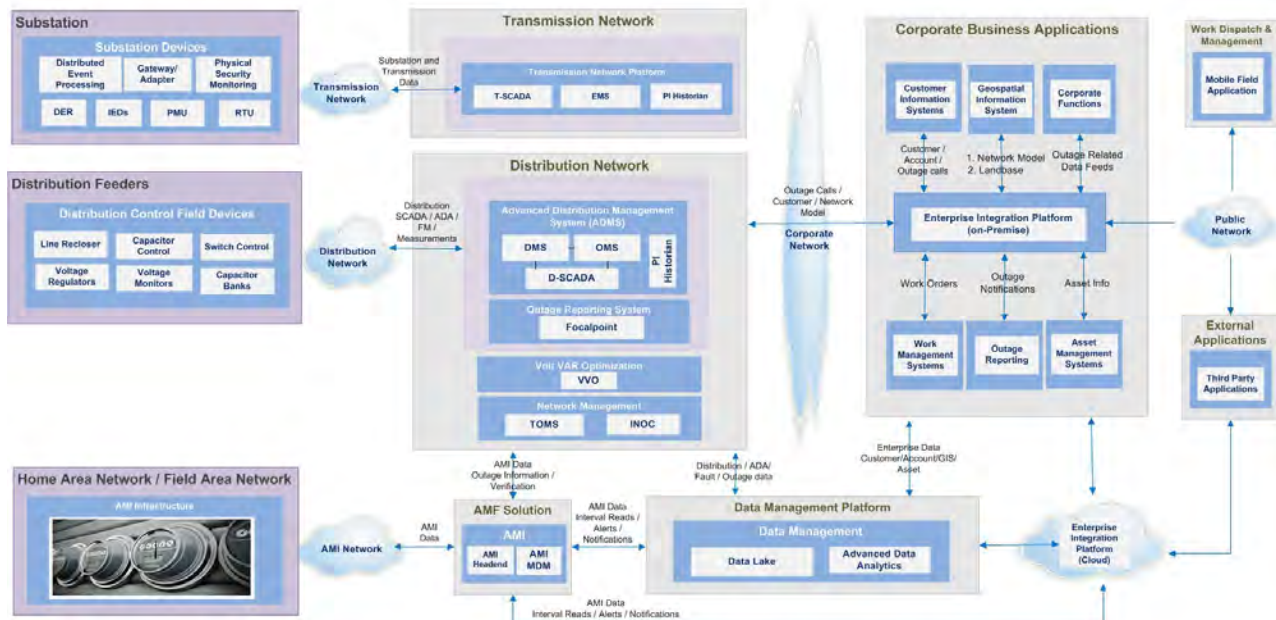 Substation
Substation Devices
Distributed
Event
Processing
Gateway/
Adapter
Physical
Security
Monitoring
DER
IEDs
PMU
RTU
Transmission
Network
Substation and
Transmission
Data
Transmission Network
Transmission Network Platform
T-SCADA
EMS
PI Historian
Distribution Feeders
Distribution Control Field Devices
Line Recloser
Capacitor
Control
Switch Control
Voltage
Regulators
Voltage
Monitors
Capacitor
Banks
Distribution
Network
Distribution
SCADA / ADA /
FM /
Measurements
Distribution Network
Advanced Distribution Management
System (ADMS)
DMS
OMS
D-SCADA
PI
Historian
Outage Reporting System
Focalpoint
Volt VAR Optimization
VVO
Network Management
TOMS
INOC
Outage Calls /
Customer / Network
Model
Corporate
Network
Corporate Business Applications
Customer
Information
Systems
Geospatial
Information
System
Corporate
Functions
Customer /
Account /
Outage calls
1. Network Model
2. Landbase
Outage Related
Data Feeds
Enterprise Integration Platform
(on-Premise)
Work Orders
Outage
Notifications
Asset Info
Work
Management
Systems
Outage
Reporting
Asset
Management
Systems
Work Dispatch &
Management
Mobile Field
Application
Public
Network
External
Applications
Third Party
Applications
Home Area Network / Field Area Network
AMI Infrastructure
AMI Network
AMI
Data
AMI Data
Outage Information /
Verification
AMF Solution
AMI
AMI
Headend
AMI
MDM
AMI Data
Interval Reads /
Alerts /
Notifications
Distribution / ADA/
Fault / Outage data
Enterprise Data
Customer/Account/GIS/
Asset
Data Management Platform
Data Management
Data Lake
Advanced Data
Analytics
Enterprise
Integration
Platform
(Cloud)
AMI Data
Interval Reads / Alerts / Notifications